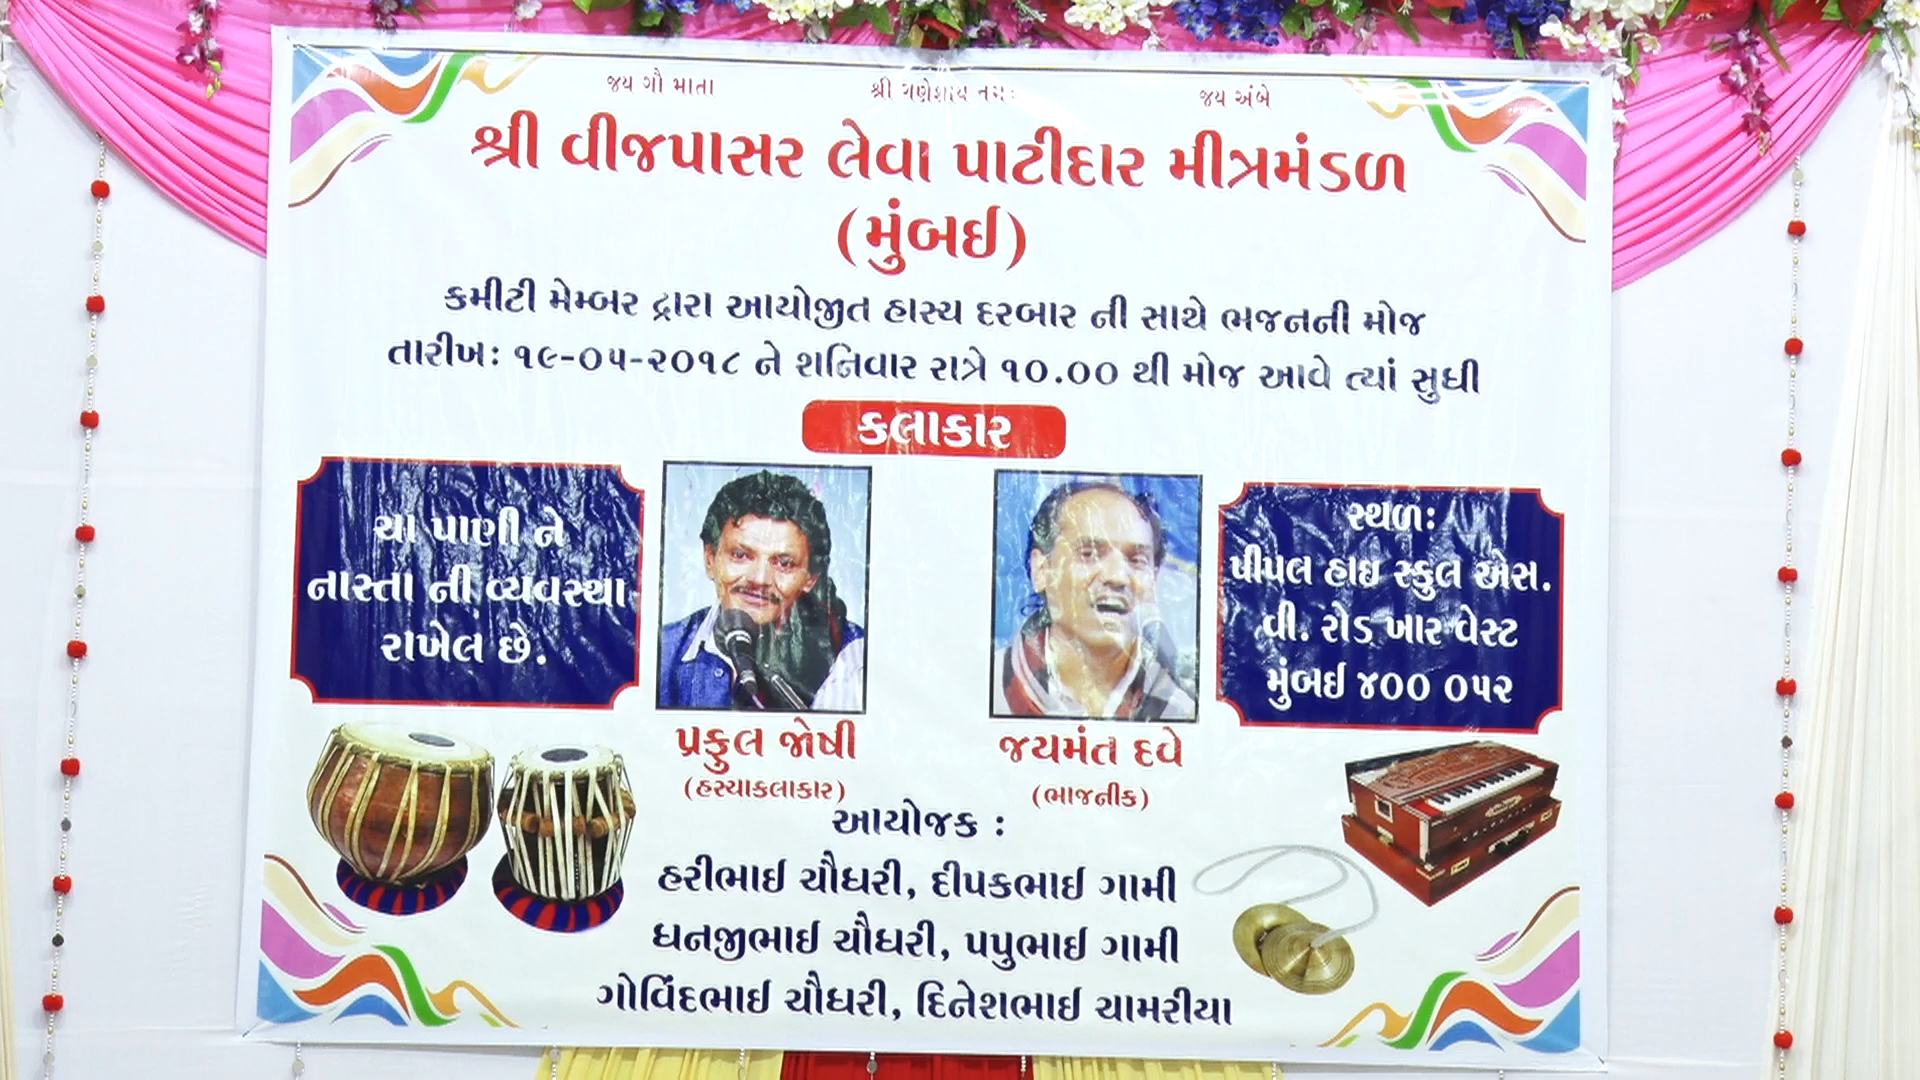 જય ગૌ માતા
શ્રી ગણેશાય નમઃ
જય અંબે
શ્રી વીજપાસર લેવા પાટીદાર મીત્રમંડળ
(મુંબઈ)
કમીટી મેમ્બર દ્રારા આયોજીત હાસ્ય દરબાર ની સાથે ભજનની મોજ
તારીખઃ ૧૯-૦૫-૨૦૧૮ ને શનિવાર રાત્રે ૧૦.૦૦ થી મોજ આવે ત્યાં સુધી
કલાકાર
ચા પાણી ને
નાસ્તા ની વ્યવસ્થા
રાખેલ છે.
સ્થળઃ
પીપલ હાઇ સ્કુલ એસ.
વી. રોડ ખાર વેસ્ટ
મુંબઈ ૪૦૦ ૦૫૨
પ્રફુલ જોષી
(હસ્યાકલાકાર)
જયમંત દવે
(ભાજનીક)
આયોજક :
હરીભાઈ ચૌધરી, દીપકભાઈ ગામી
ધનજીભાઈ ચૌધરી, પપુભાઈ ગામી
ગોવિંદભાઈ ચૌધરી, દિનેશભાઈ ચામરીયા